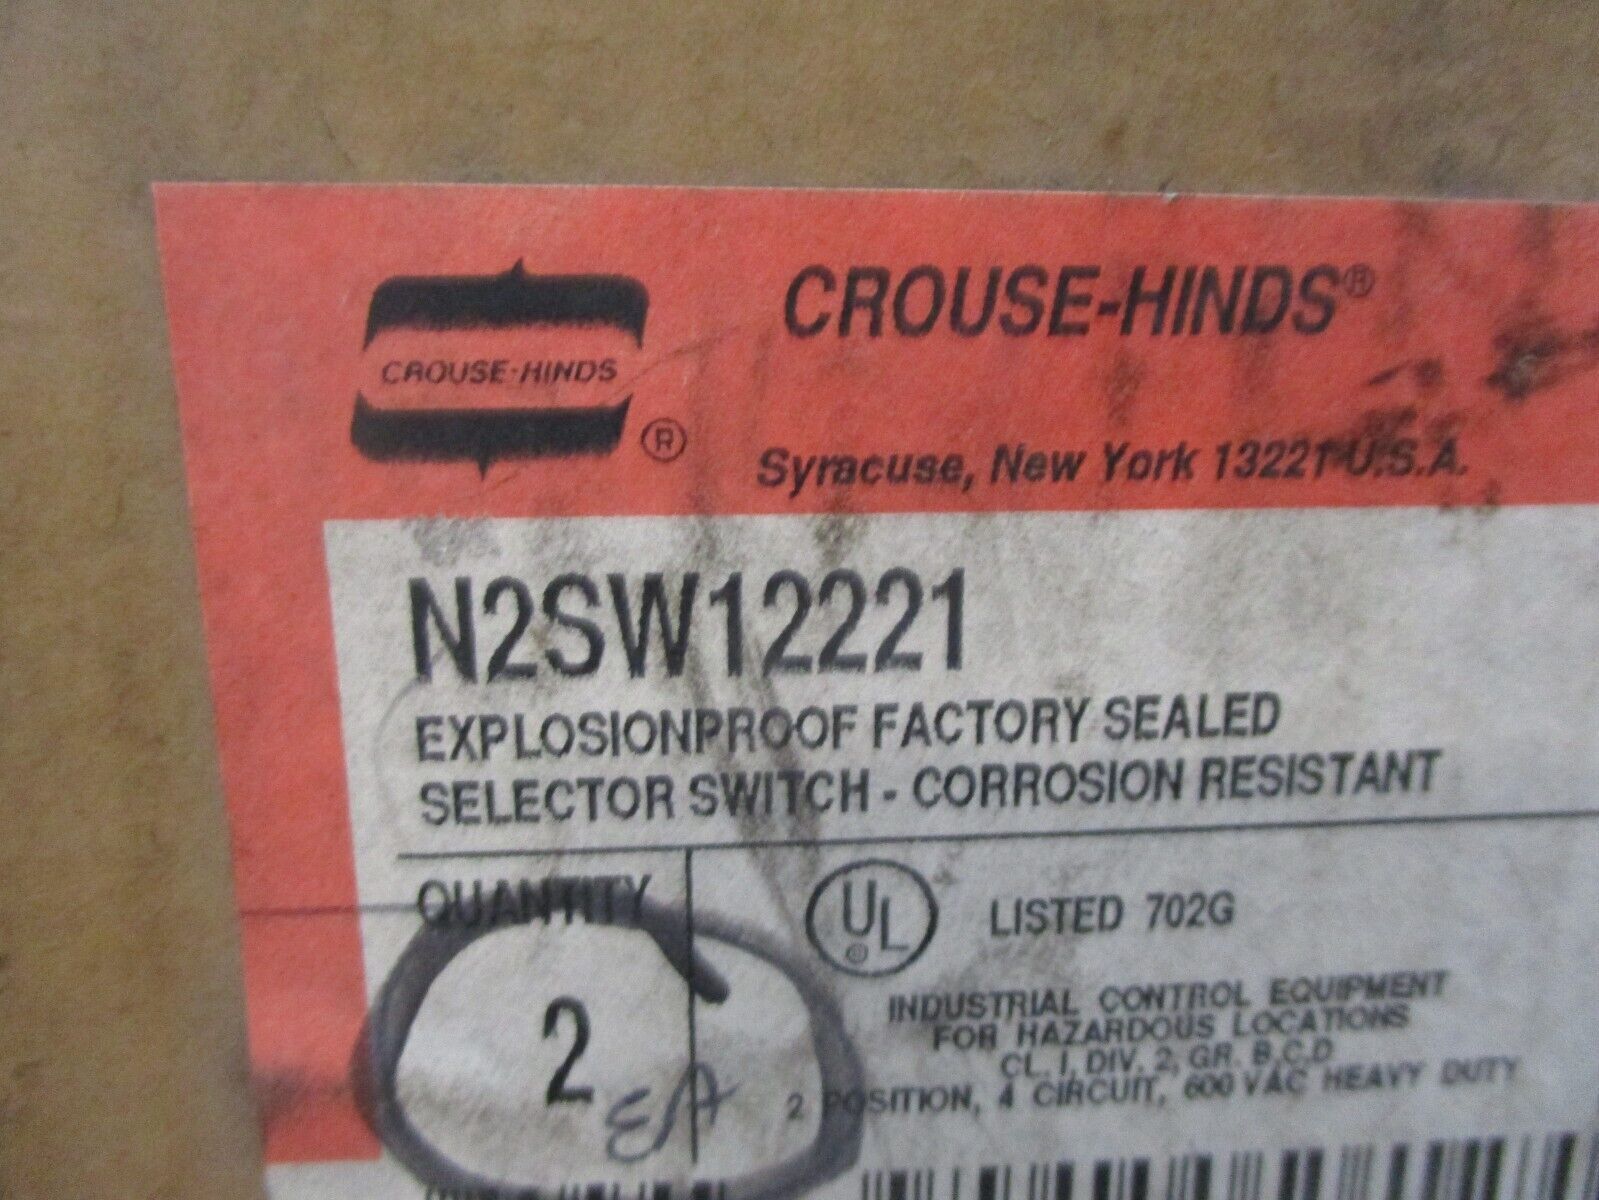 CROUSE-HINDS ®
CROUSE-HINDS®
Syracuse, New York 13221 U.S.A.
N2SW12221
EXPLOSIONPROOF FACTORY SEALED
SELECTOR SWITCH - CORROSION RESISTANT
QUANTITY
2 EA
UL ® LISTED 702G
INDUSTRIAL CONTROL EQUIPMENT
FOR HAZARDOUS LOCATIONS
CL. I, DIV. 2, GR. B,C,D
2 POSITION, 4 CIRCUIT, 600 VAC HEAVY DUTY